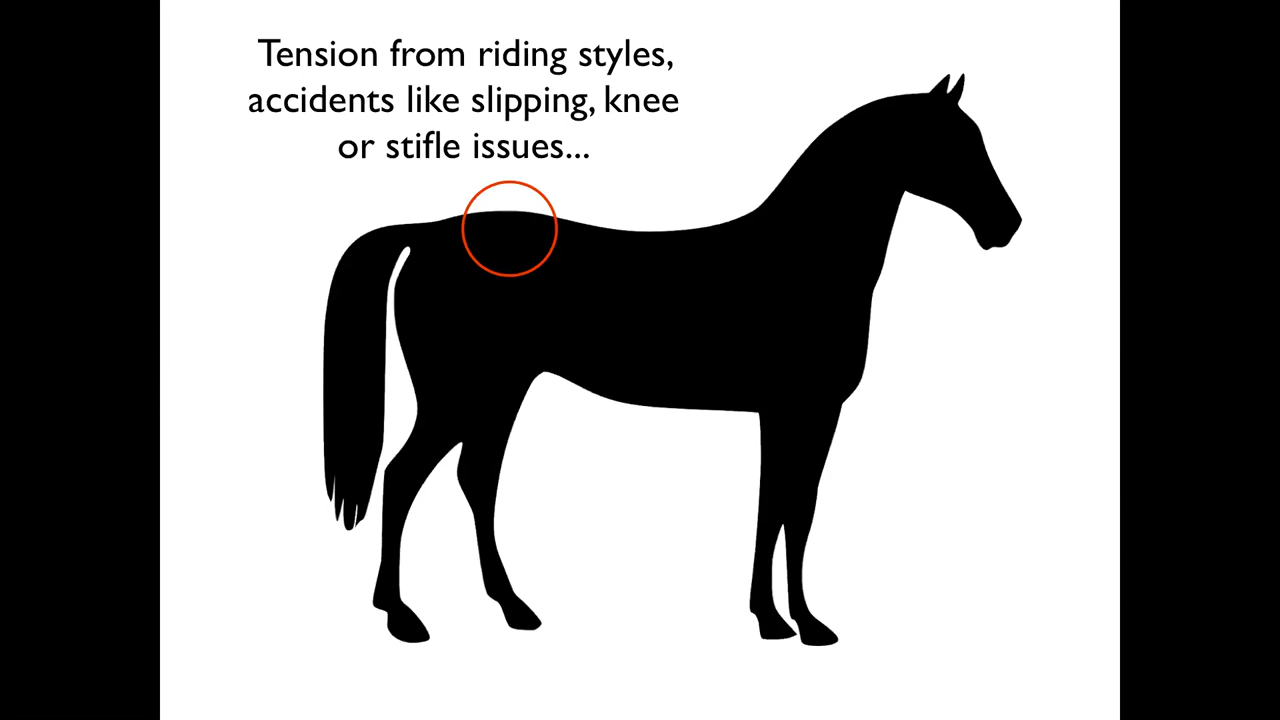 Tension from riding styles,
accidents like slipping, knee
or stifle issues...